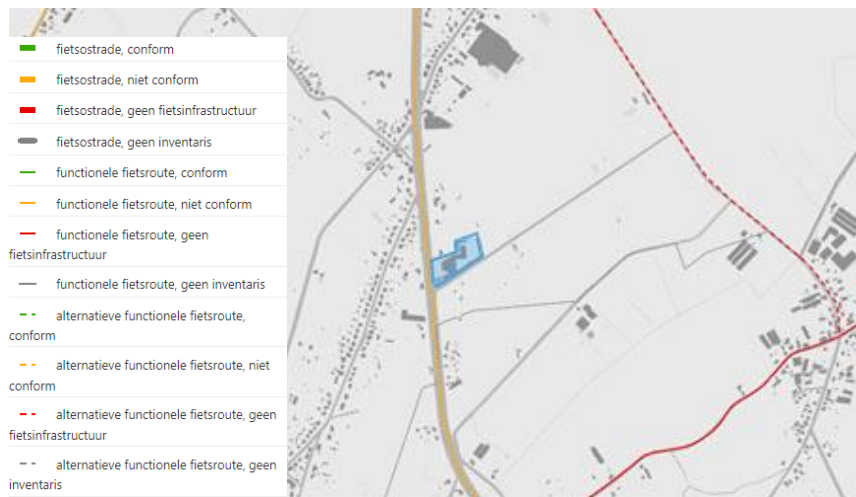 fietsostrade, conform
fietsostrade, niet conform
fietsostrade, geen fietsinfrastructuur
fietsostrade, geen inventaris
functionele fietsroute, conform
functionele fietsroute, niet conform
functionele fietsroute, geen
fietsinfrastructuur
functionele fietsroute, geen inventaris
alternatieve functionele fietsroute,
conform
alternatieve functionele fietsroute, niet
conform
alternatieve functionele fietsroute, geen
fietsinfrastructuur
alternatieve functionele fietsroute, geen
inventaris